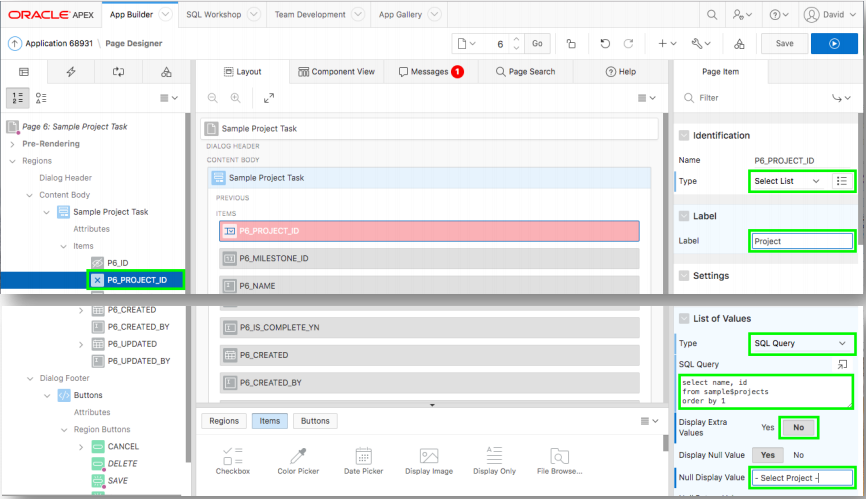 ORACLE APEX App Builder SQL Workshop Team Development App Gallery David
Application 68931 \ Page Designer 6 Go Save
Layout Component View Messages 1 Page Search Help Page Item
Filter
Page 6: Sample Project Task
Pre-Rendering
Regions
Dialog Header
Content Body
Sample Project Task
Attributes
Items
P6_ID
P6_PROJECT_ID
P6_CREATED
P6_CREATED_BY
P6_UPDATED
P6_UPDATED_BY
Dialog Footer
Buttons
Attributes
Region Buttons
CANCEL
DELETE
SAVE
Sample Project Task
DIALOG HEADER
CONTENT BODY
Sample Project Task
PREVIOUS
ITEMS
P6_PROJECT_ID
P6_MILESTONE_ID
P6_NAME
P6_IS_COMPLETE_YN
P6_CREATED
P6_CREATED_BY
Regions Items Buttons
Checkbox Color Picker Date Picker Display Image Display Only File Browse...
Identification
Name P6_PROJECT_ID
Type Select List
Label
Label Project
Settings
List of Values
Type SQL Query
SQL Query
select name, id
from sample$projects
order by 1
Display Extra
Values Yes No
Display Null Value Yes No
Null Display Value - Select Project -